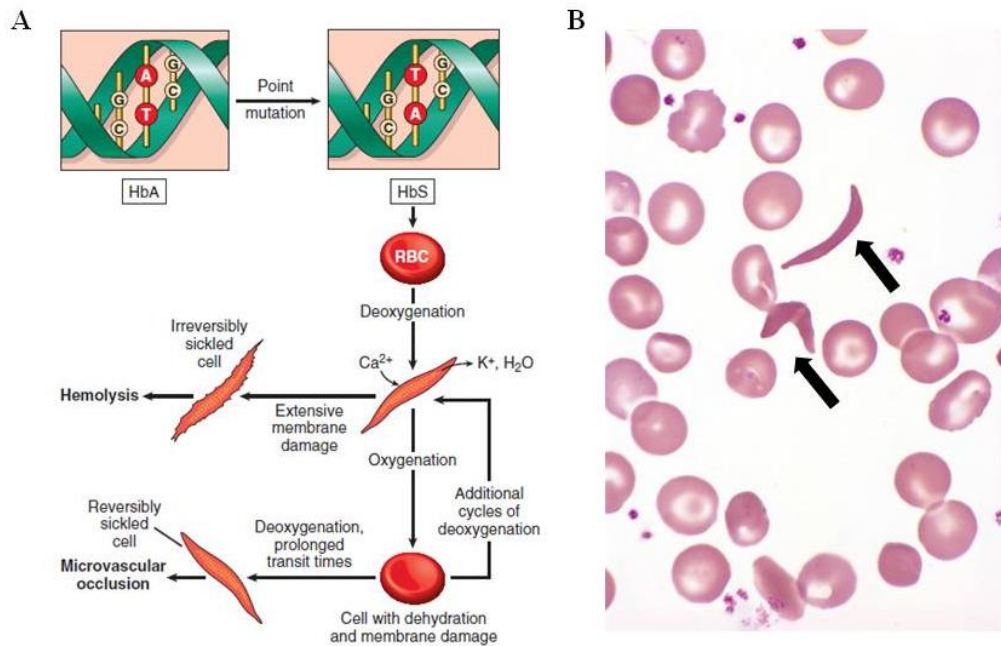 A
B
A
T
G
C
G
C
Point
mutation
T
A
G
C
G
C
HbA
HbS
RBC
Deoxygenation
Irreversibly
sickled
cell
Ca²⁺
K⁺, H₂O
Hemolysis
Extensive
membrane
damage
Oxygenation
Additional
cycles of
deoxygenation
Reversibly
sickled
cell
Deoxygenation,
prolonged
transit times
Microvascular
occlusion
Cell with dehydration
and membrane damage